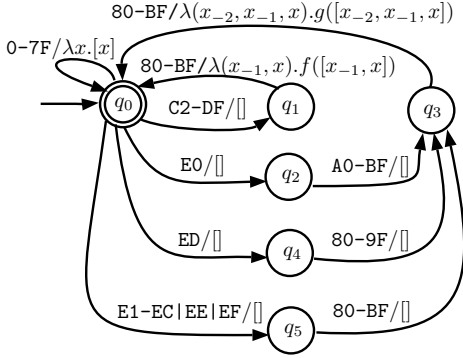 80-BF/λ(x₋₂, x₋₁, x).g([x₋₂, x₋₁, x])
0-7F/λx.[x]
80-BF/λ(x₋₁, x).f([x₋₁, x])
q₀
C2-DF/[]
q₁
q₃
E0/[]
q₂
A0-BF/[]
ED/[]
q₄
80-9F/[]
E1-EC|EE|EF/[]
q₅
80-BF/[]